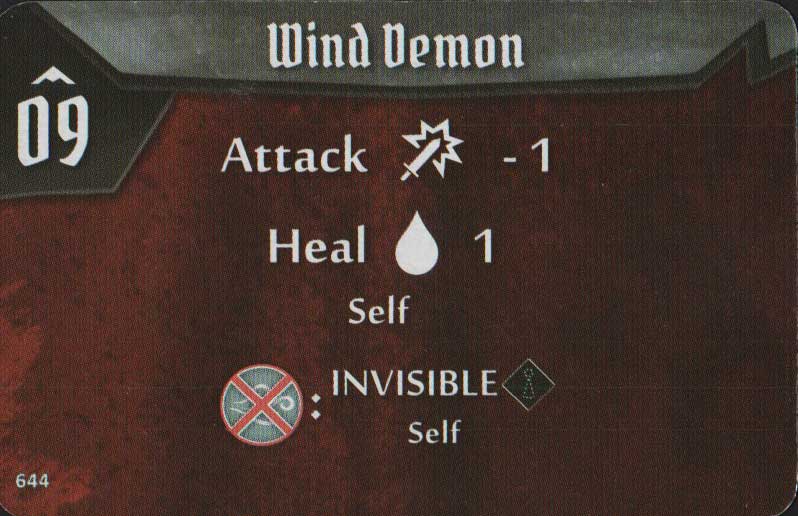 Wind Demon
09
Attack - 1
Heal 1
Self
: INVISIBLE
Self
644